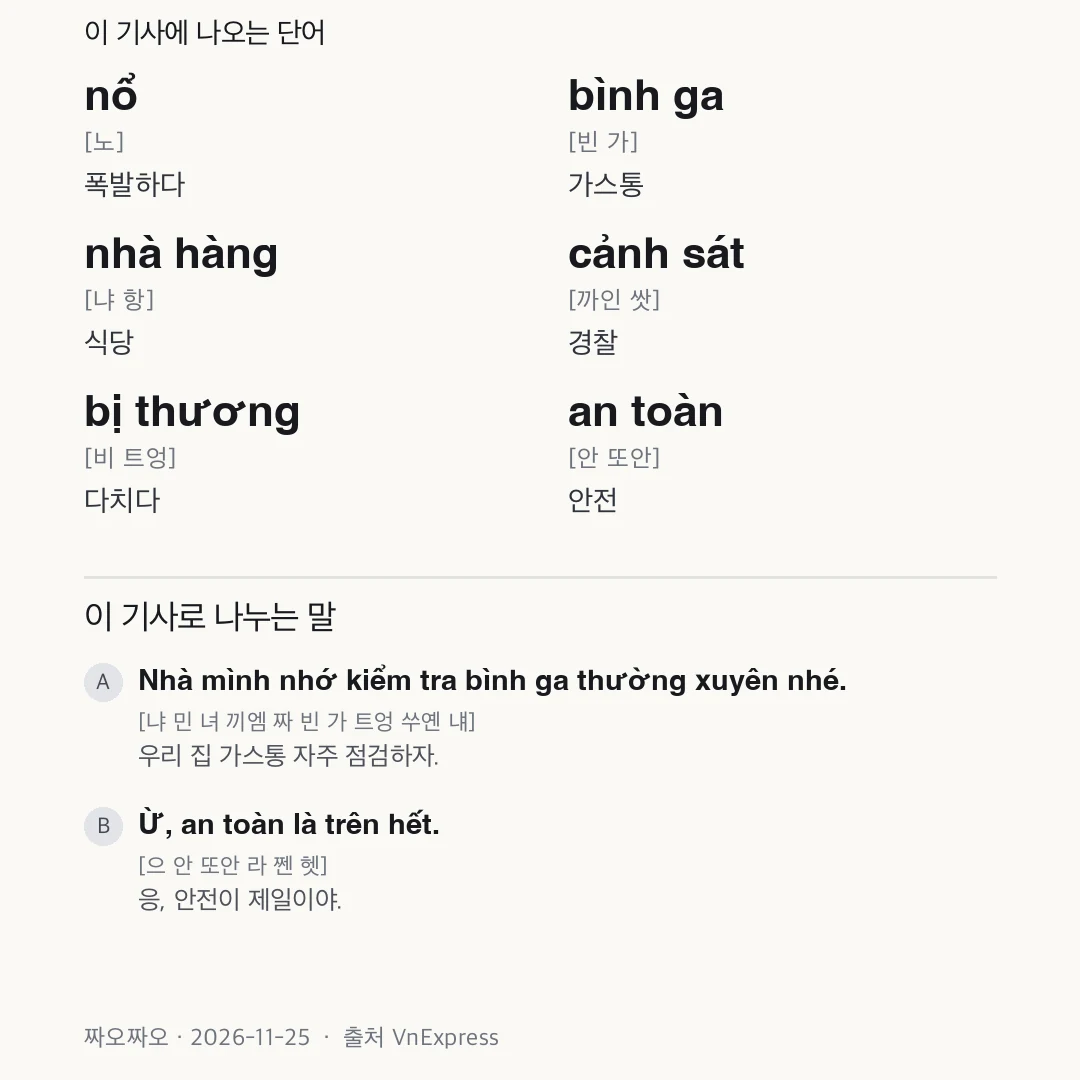 이 기사에 나오는 단어
nổ
[노]
폭발하다
bình ga
[빈 가]
가스통
nhà hàng
[냐 항]
식당
cảnh sát
[까인 쌋]
경찰
bị thương
[비 트엉]
다치다
an toàn
[안 또안]
안전
이 기사로 나누는 말
A
Nhà mình nhớ kiểm tra bình ga thường xuyên nhé.
[냐 민 녀 끼엠 짜 빈 가 트엉 쑤옌 냬]
우리 집 가스통 자주 점검하자.
B
Ừ, an toàn là trên hết.
[으 안 또안 라 쩬 헷]
응, 안전이 제일이야.
짜오짜오 · 2026-11-25 · 출처 VnExpress